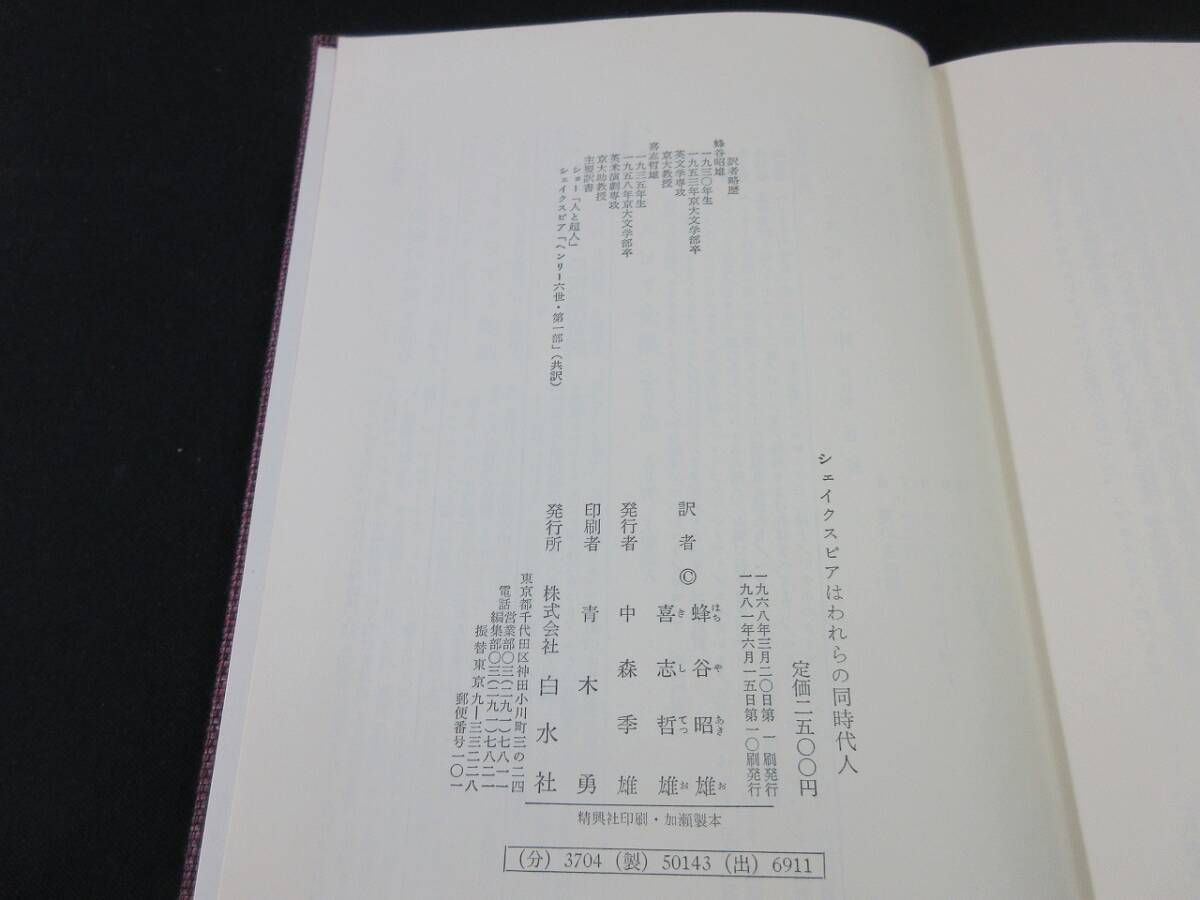 訳者略歴
蜂谷昭雄
一九三〇年生
一九五三年京大文学部卒
英文学専攻
京大教授
喜志哲雄
一九三五年生
一九五八年京大文学部卒
英米演劇専攻
京大助教授
主要訳書
ショー「人と超人」
シェイクスピア「ヘンリー六世・第一部」(共訳)
シェイクスピアはわれらの同時代人
定価二五〇〇円
一九六八年三月二〇日第一刷発行
一九八一年六月一五日第一〇刷発行
訳者 © 蜂谷昭雄
はちやあきお
喜志哲雄
きしてつお
発行者 中森季雄
印刷者 青木勇
発行所 株式会社白水社
東京都千代田区神田小川町三の二四
電話営業部〇三(二九一)七八一一
編集部〇三(二九一)七八二一
振替東京九―三三二二八
郵便番号一〇一
精興社印刷・加瀬製本
(分) 3704 (製) 50143 (出) 6911